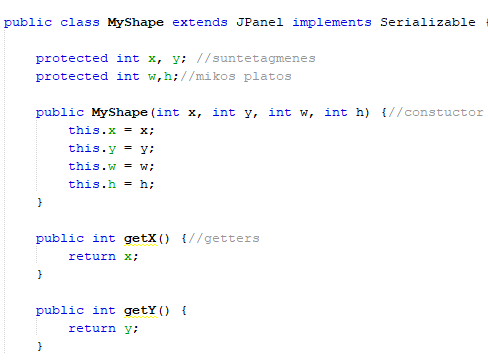 public class MyShape extends JPanel implements Serializable {
protected int x, y; //suntetagmenes
protected int w,h;//mikos platos
public MyShape(int x, int y, int w, int h) {//constuctor
this.x = x;
this.y = y;
this.w = w;
this.h = h;
}
public int getX() {//getters
return x;
}
public int getY() {
return y;
}